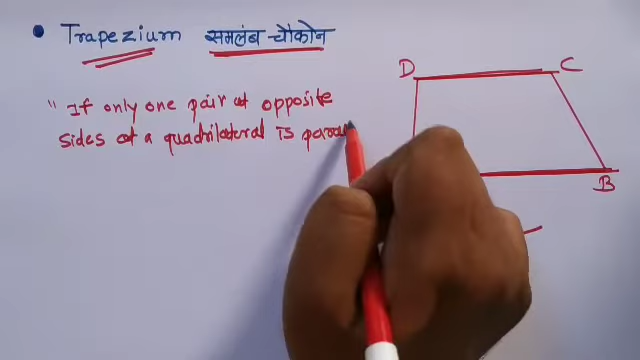 Trapezium समलंब चौकोन
"If only one pair of opposite
sides of a quadrilateral is
D
C
B